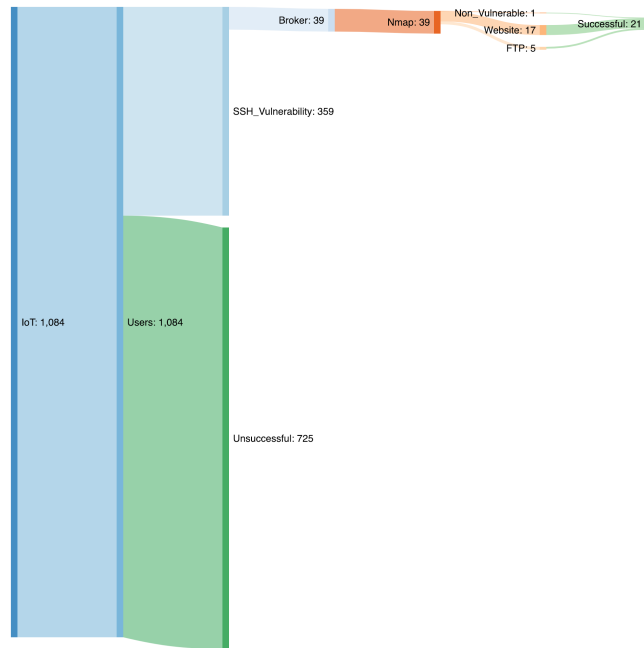 Non_Vulnerable: 1
Broker: 39
Nmap: 39
Successful: 21
Website: 17
FTP: 5
SSH_Vulnerability: 359
IoT: 1,084
Users: 1,084
Unsuccessful: 725